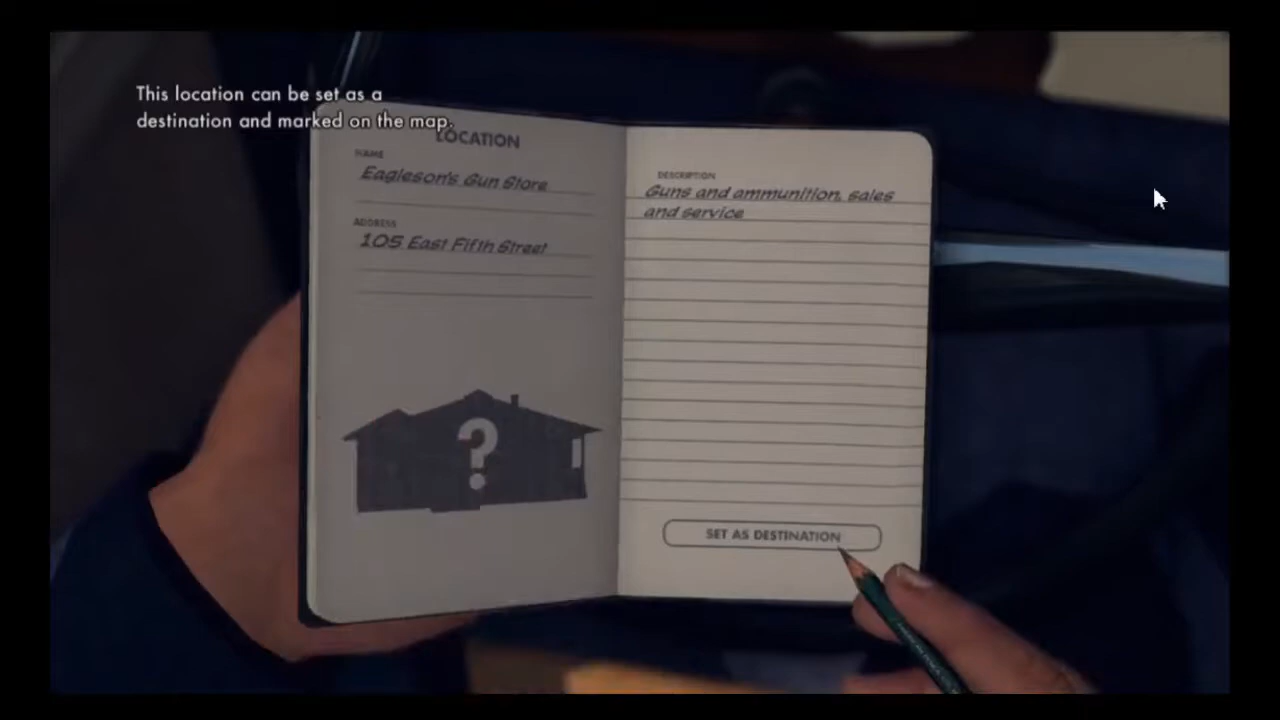 This location can be set as a
destination and marked on the map.
LOCATION
NAME
Eagleson's Gun Store
ADDRESS
105 East Fifth Street
?
DESCRIPTION
Guns and ammunition, sales
and service
SET AS DESTINATION